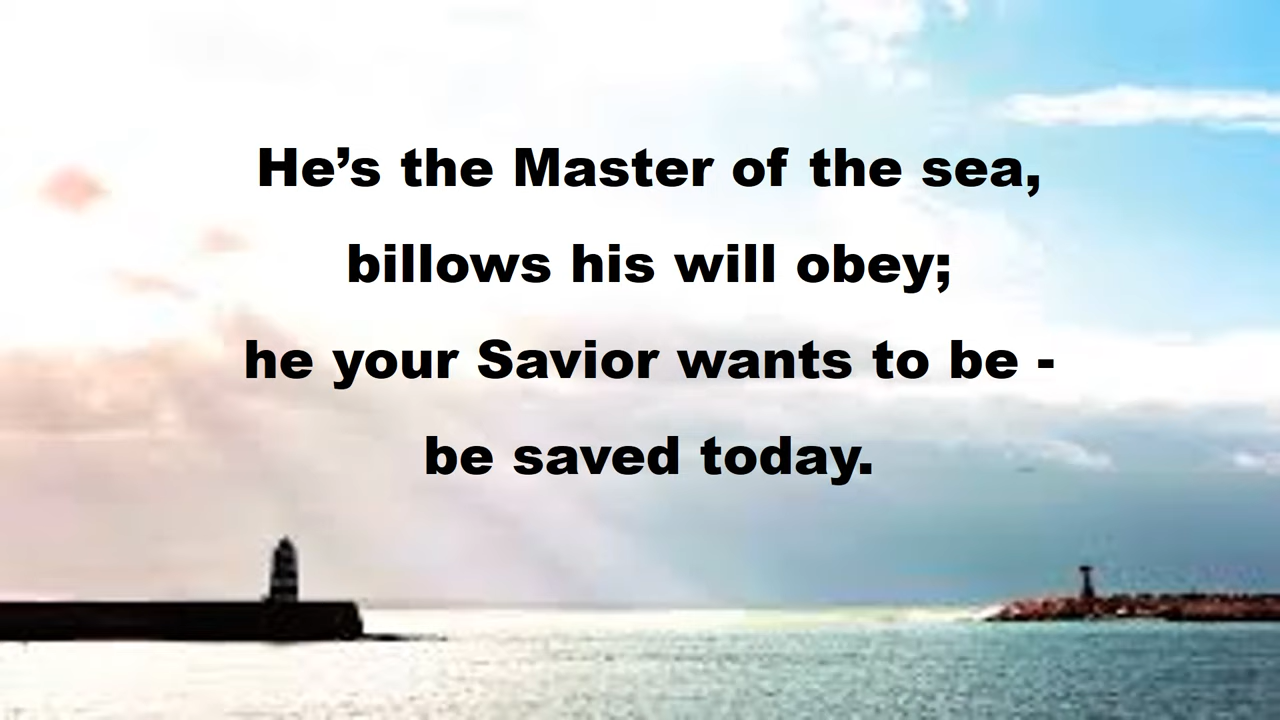 He’s the Master of the sea,
billows his will obey;
he your Savior wants to be -
be saved today.